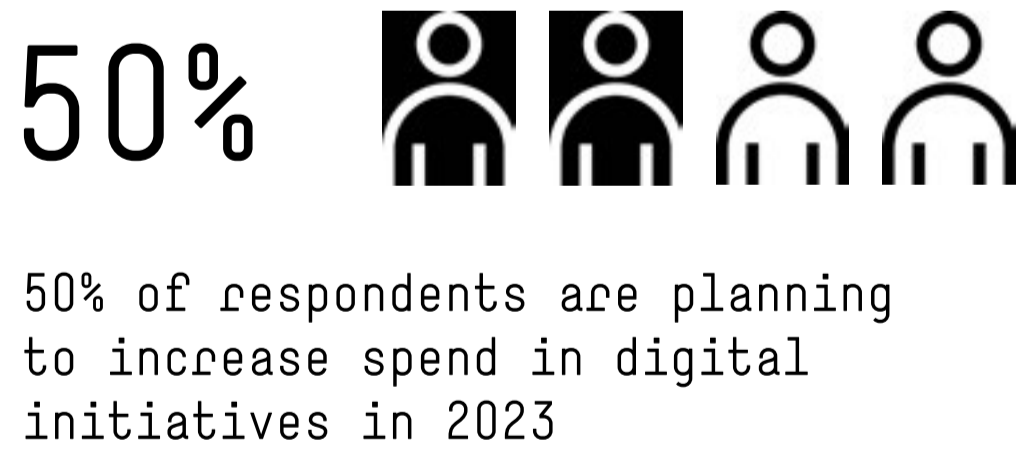 50%
50% of respondents are planning
to increase spend in digital
initiatives in 2023